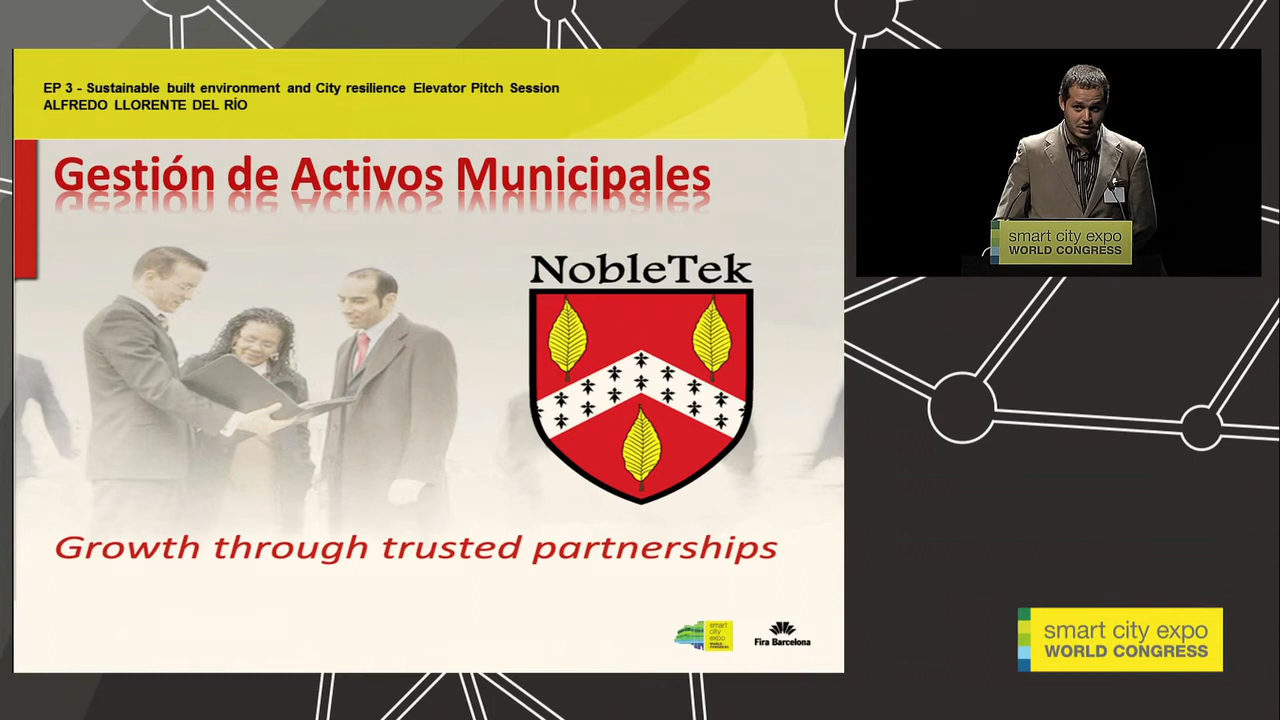 EP 3 - Sustainable built environment and City resilience Elevator Pitch Session
ALFREDO LLORENTE DEL RÍO
Gestión de Activos Municipales
NobleTek
Growth through trusted partnerships
smart
city
expo
WORLD CONGRESS
Fira Barcelona
smart city expo
WORLD CONGRESS
smart city expo
WORLD CONGRESS